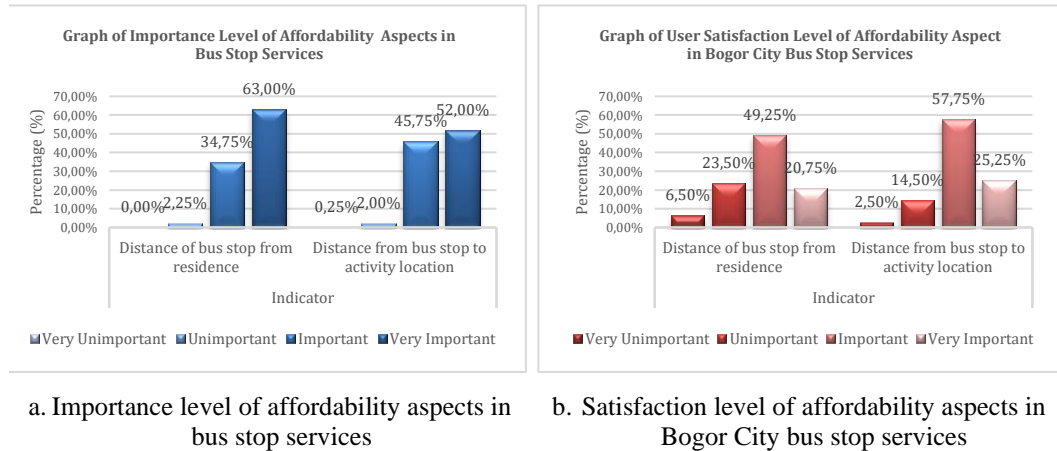 Graph of Importance Level of Affordability Aspects in
Bus Stop Services
Percentage (%)
70,00%
60,00%
50,00%
40,00%
30,00%
20,00%
10,00%
0,00%
0,00%
2,25%
34,75%
63,00%
0,25%
2,00%
45,75%
52,00%
Distance of bus stop from
residence
Distance from bus stop to
activity location
Indicator
Very Unimportant Unimportant Important Very Important
a. Importance level of affordability aspects in
bus stop services
Graph of User Satisfaction Level of Affordability Aspect
in Bogor City Bus Stop Services
Percentage (%)
70,00%
60,00%
50,00%
40,00%
30,00%
20,00%
10,00%
0,00%
6,50%
23,50%
49,25%
20,75%
2,50%
14,50%
57,75%
25,25%
Distance of bus stop from
residence
Distance from bus stop to
activity location
Indicator
Very Unimportant Unimportant Important Very Important
b. Satisfaction level of affordability aspects in
Bogor City bus stop services